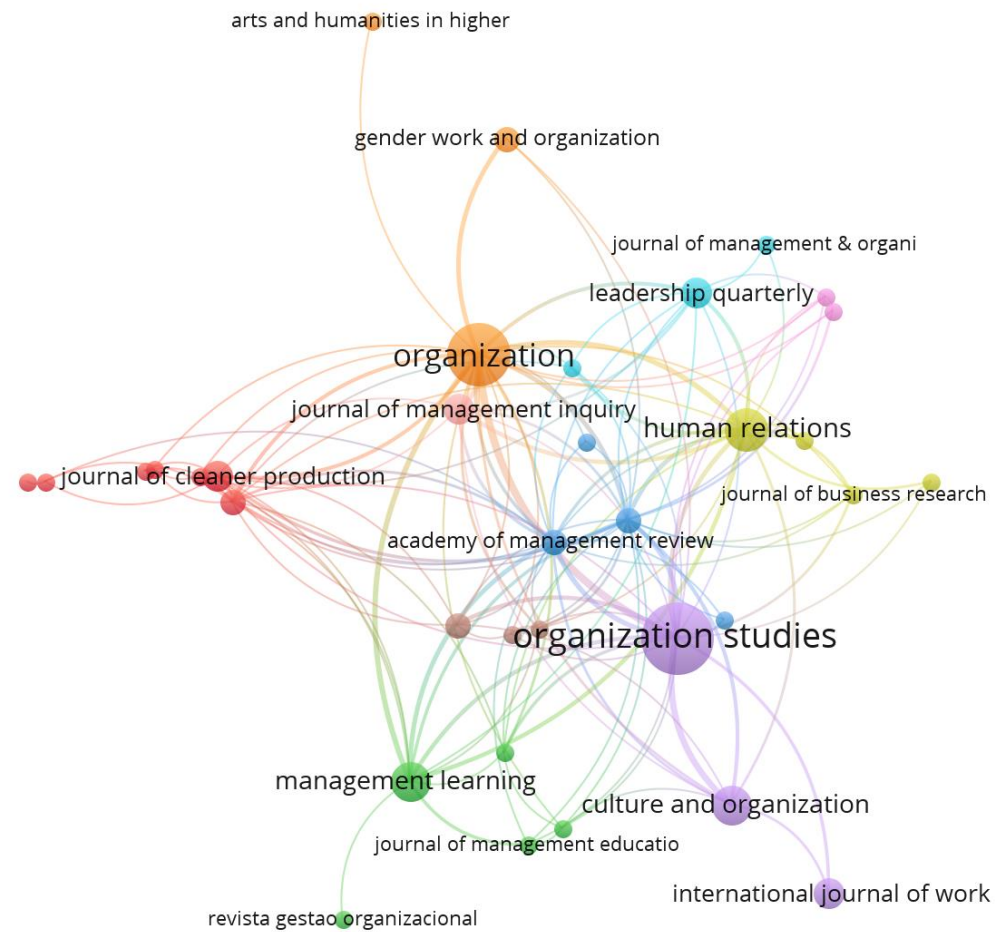 arts and humanities in higher
gender work and organization
journal of management & organi
leadership quarterly
organization
journal of management inquiry
human relations
journal of cleaner production
journal of business research
academy of management review
organization studies
management learning
culture and organization
journal of management educatio
international journal of work
revista gestao organizacional